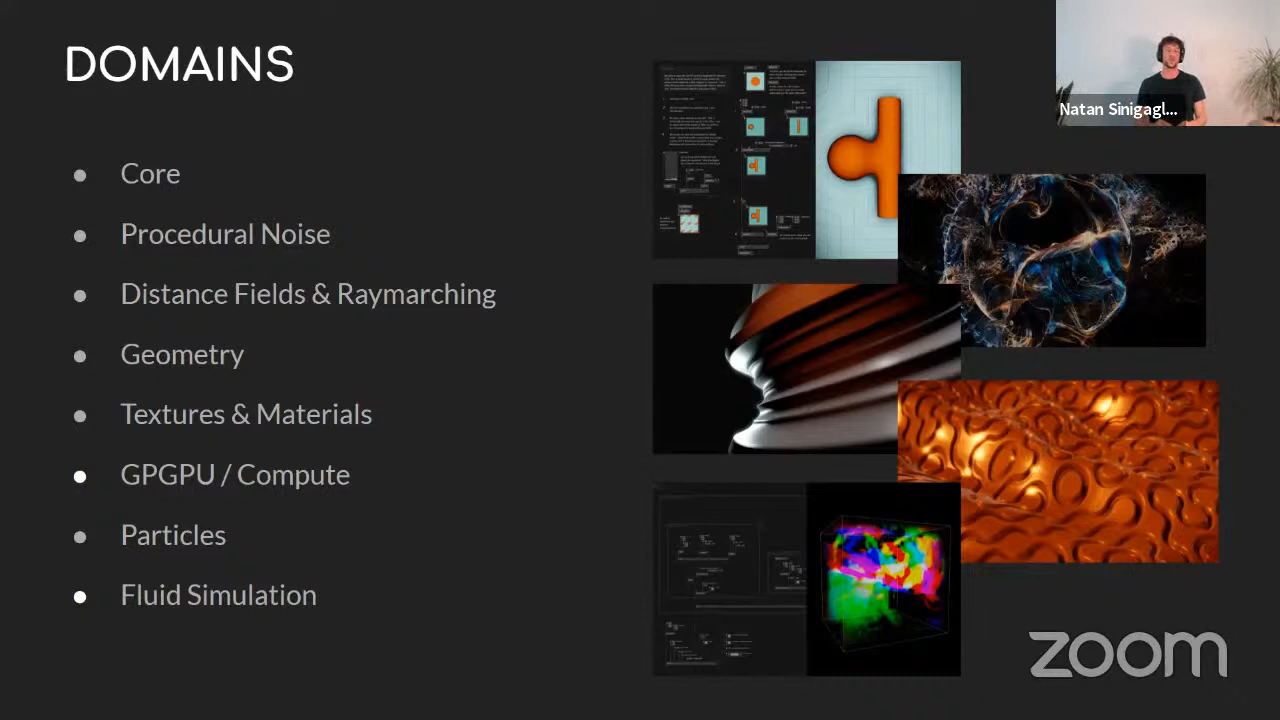 DOMAINS
Natan Sinigagl...
Core
Procedural Noise
Distance Fields & Raymarching
Geometry
Textures & Materials
GPGPU / Compute
Particles
Fluid Simulation
zoom